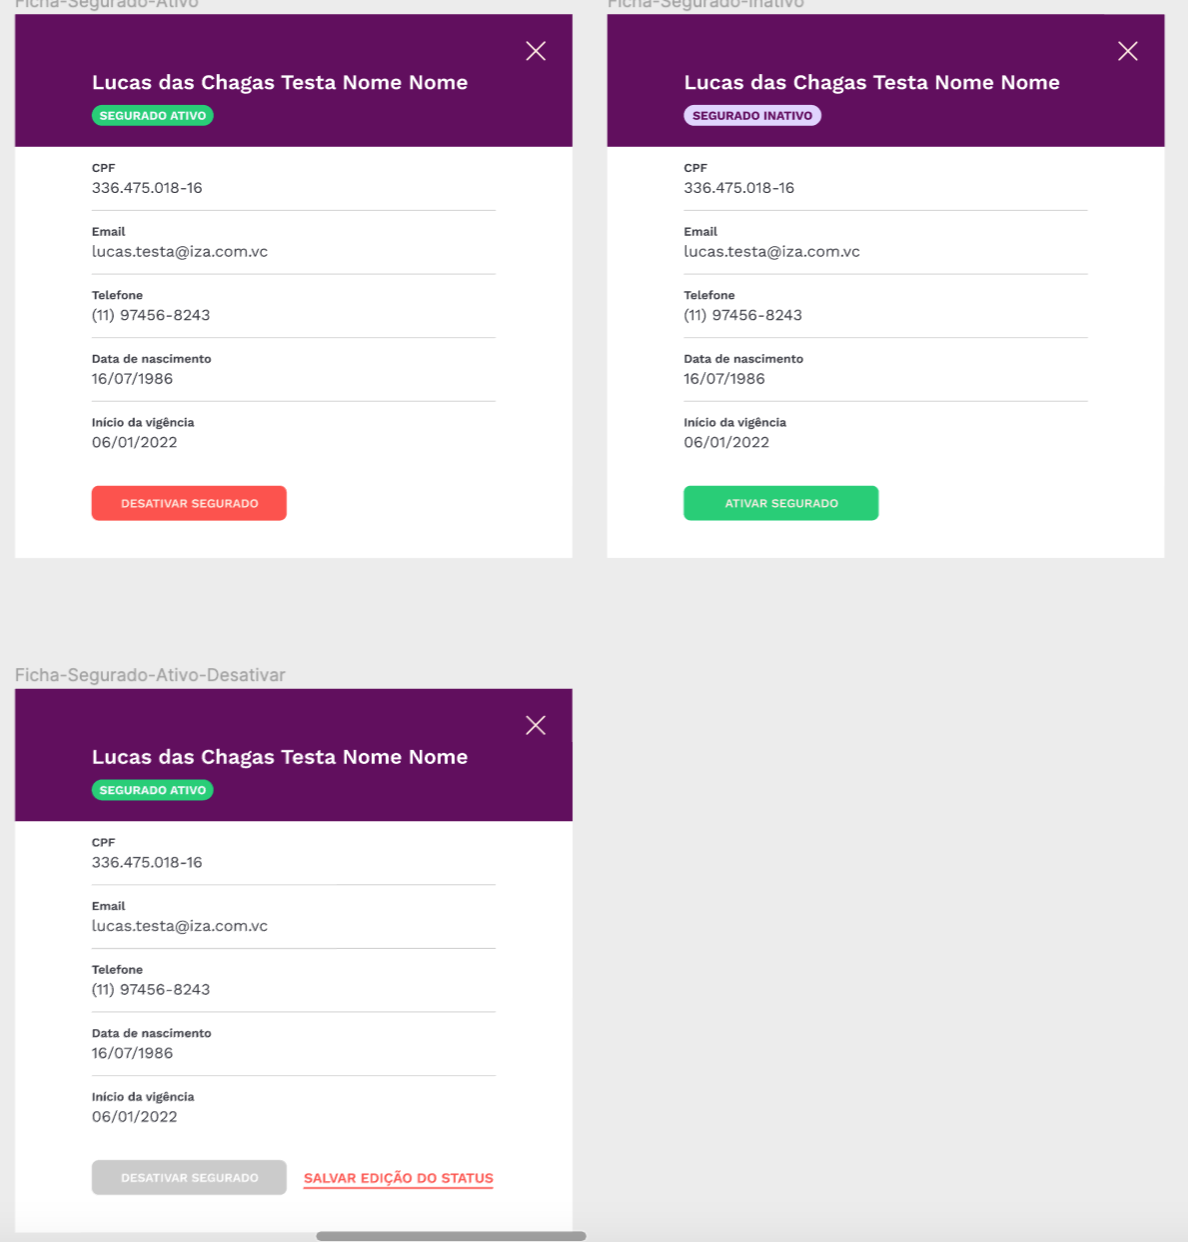 Ficha-Segurado-Ativo
Lucas das Chagas Testa Nome Nome
SEGURADO ATIVO
CPF
336.475.018-16
Email
lucas.testa@iza.com.vc
Telefone
(11) 97456-8243
Data de nascimento
16/07/1986
Início da vigência
06/01/2022
DESATIVAR SEGURADO
Ficha-Segurado-Inativo
Lucas das Chagas Testa Nome Nome
SEGURADO INATIVO
CPF
336.475.018-16
Email
lucas.testa@iza.com.vc
Telefone
(11) 97456-8243
Data de nascimento
16/07/1986
Início da vigência
06/01/2022
ATIVAR SEGURADO
Ficha-Segurado-Ativo-Desativar
Lucas das Chagas Testa Nome Nome
SEGURADO ATIVO
CPF
336.475.018-16
Email
lucas.testa@iza.com.vc
Telefone
(11) 97456-8243
Data de nascimento
16/07/1986
Início da vigência
06/01/2022
DESATIVAR SEGURADO
SALVAR EDIÇÃO DO STATUS